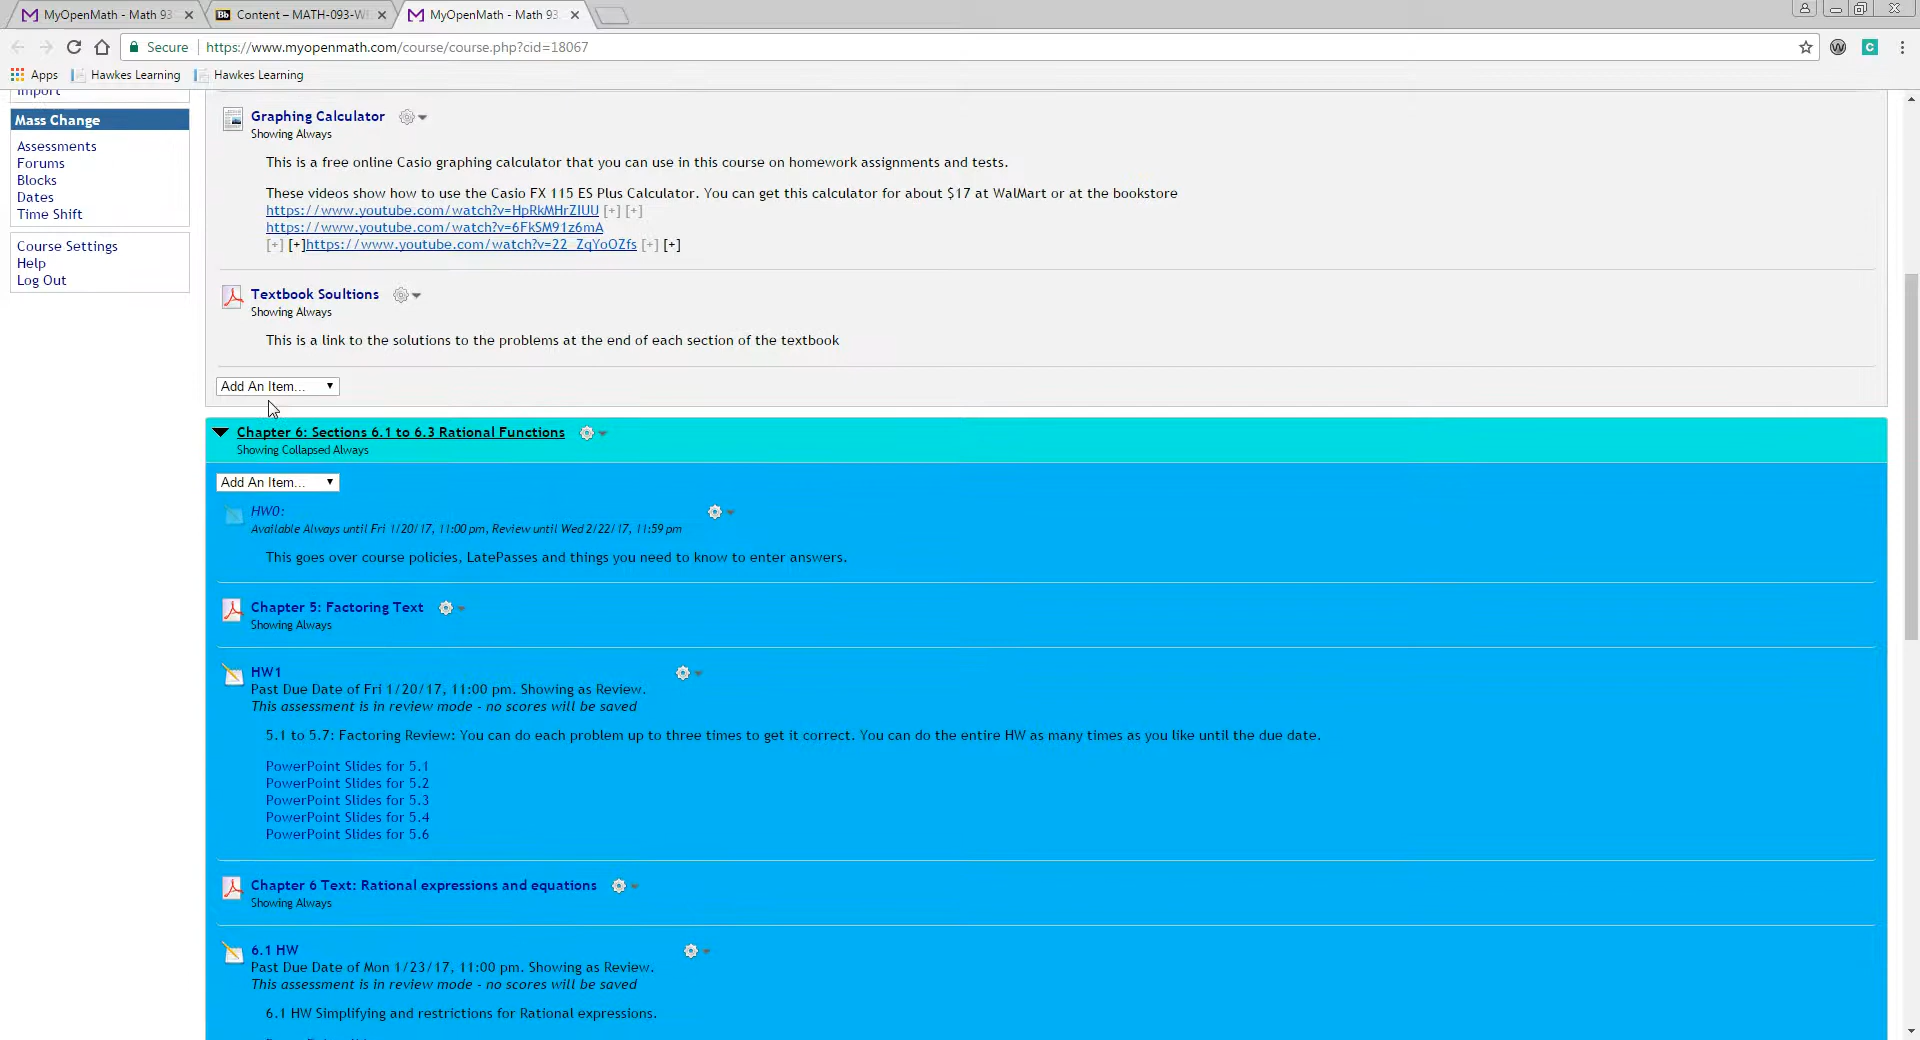 MyOpenMath - Math 93
Content – MATH-093-W
MyOpenMath - Math 93
Secure
https://www.myopenmath.com/course/course.php?cid=18067
Apps
Hawkes Learning
Hawkes Learning
Import
Mass Change
Assessments
Forums
Blocks
Dates
Time Shift
Course Settings
Help
Log Out
Graphing Calculator
Showing Always
This is a free online Casio graphing calculator that you can use in this course on homework assignments and tests.
These videos show how to use the Casio FX 115 ES Plus Calculator. You can get this calculator for about $17 at WalMart or at the bookstore
https://www.youtube.com/watch?v=HpRkMHrZIUU [+] [+]
https://www.youtube.com/watch?v=6FkSM91z6mA
[+] [+]https://www.youtube.com/watch?v=22_ZqYoOZfs [+] [+]
Textbook Soultions
Showing Always
This is a link to the solutions to the problems at the end of each section of the textbook
Add An Item...
Chapter 6: Sections 6.1 to 6.3 Rational Functions
Showing Collapsed Always
Add An Item...
HW0:
Available Always until Fri 1/20/17, 11:00 pm, Review until Wed 2/22/17, 11:59 pm
This goes over course policies, LatePasses and things you need to know to enter answers.
Chapter 5: Factoring Text
Showing Always
HW1
Past Due Date of Fri 1/20/17, 11:00 pm. Showing as Review.
This assessment is in review mode - no scores will be saved
5.1 to 5.7: Factoring Review: You can do each problem up to three times to get it correct. You can do the entire HW as many times as you like until the due date.
PowerPoint Slides for 5.1
PowerPoint Slides for 5.2
PowerPoint Slides for 5.3
PowerPoint Slides for 5.4
PowerPoint Slides for 5.6
Chapter 6 Text: Rational expressions and equations
Showing Always
6.1 HW
Past Due Date of Mon 1/23/17, 11:00 pm. Showing as Review.
This assessment is in review mode - no scores will be saved
6.1 HW Simplifying and restrictions for Rational expressions.